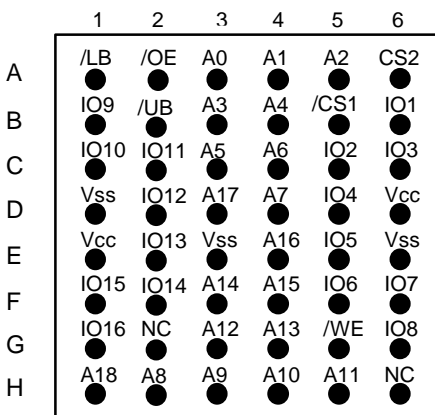 1 2 3 4 5 6
A /LB /OE A0 A1 A2 CS2
B IO9 /UB A3 A4 /CS1 IO1
C IO10 IO11 A5 A6 IO2 IO3
D Vss IO12 A17 A7 IO4 Vcc
E Vcc IO13 Vss A16 IO5 Vss
F IO15 IO14 A14 A15 IO6 IO7
G IO16 NC A12 A13 /WE IO8
H A18 A8 A9 A10 A11 NC